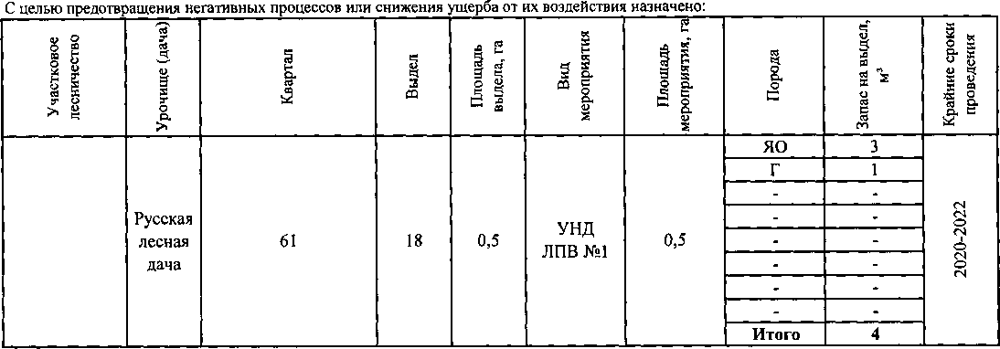 С целью предотвращения негативных процессов или снижения ущерба от их воздействия назначено:
Участковое лесничество
Урочище (дача)
Квартал
Выдел
Площадь выдела, га
Вид мероприятия
Площадь мероприятия, га
Порода
Запас на выдел, м³
Крайние сроки проведения
Русская лесная дача
61
18
0,5
УНД ЛПВ №1
0,5
ЯО 3
Г 1
- -
- -
- -
- -
- -
- -
Итого 4
2020-2022